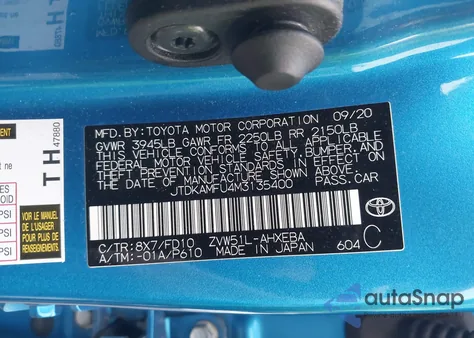 MFD.BY:TOYOTA MOTOR CORPORATION 09/20
GVWR 3945LB GAWR FR 2250LB RR 2150LB
THIS VEHICLE CONFORMS TO ALL APPLICABLE
FEDERAL MOTOR VEHICLE SAFETY, BUMPER, AND
THEFT PREVENTION STANDARDS IN EFFECT ON
THE DATE OF MANUFACTURE SHOWN ABOVE.
JTDKAMFU4M3135400 PASS.CAR
C/TR:8X7/FD10 ZVW51L-AHXEBA
A/TM:-01A/P610 MADE IN JAPAN 604 C
TOYOTA
TH 47880
VOIR LE MANUEL
DE L'USAGER
POUR PLUS DE
RENSEIGNEMENTS
PSI
PSI
PSI
autoSnap